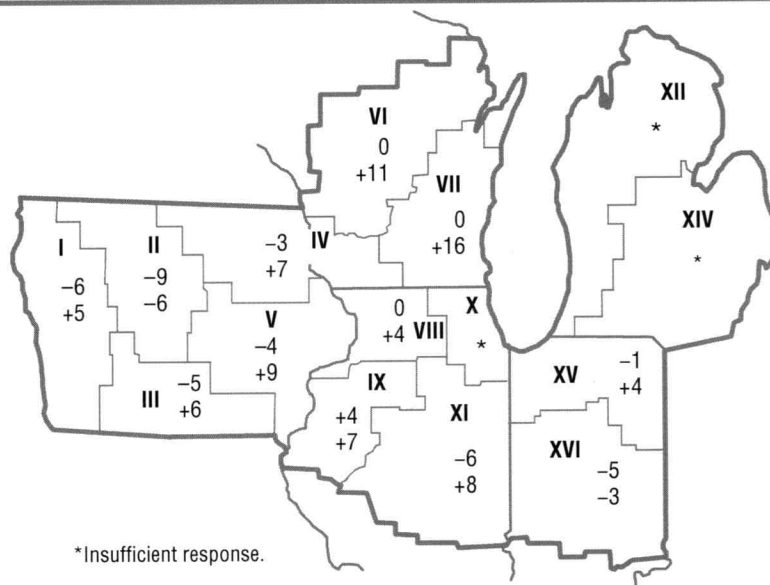 XII
*
VI
0
+11
VII
0
+16
XIV
*
I
−6
+5
II
−9
−6
−3
+7
IV
V
−4
+9
III
−5
+6
0
+4
VIII
X
*
IX
+4
+7
XI
−6
+8
XV
−1
+4
XVI
−5
−3
*Insufficient response.